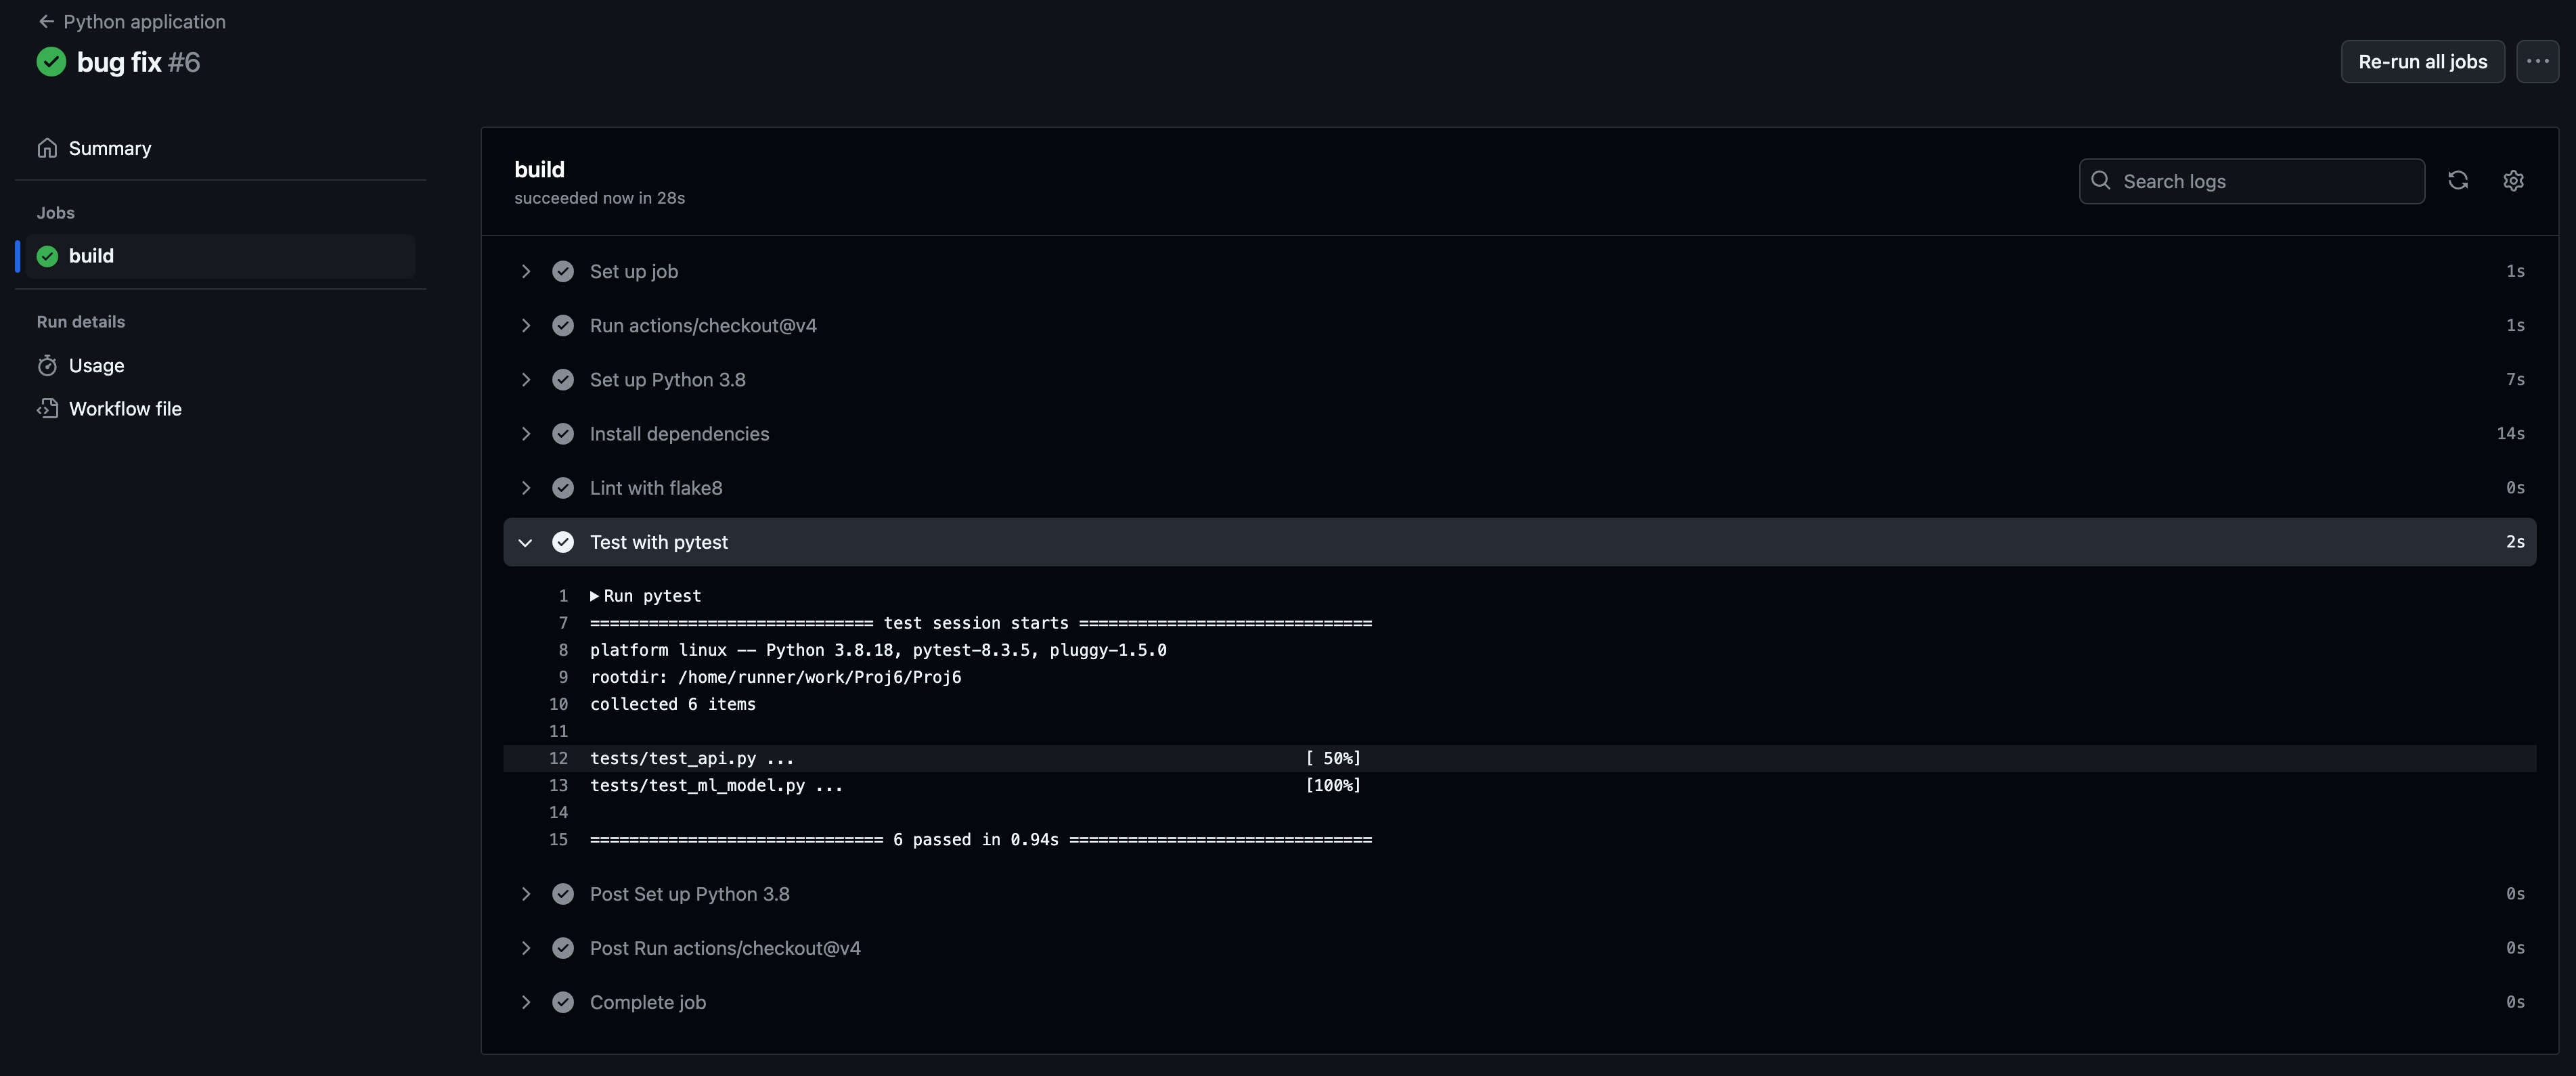 Python application
bug fix #6
Re-run all jobs
Summary
Jobs
build
Run details
Usage
Workflow file
build
succeeded now in 28s
Search logs
Set up job 1s
Run actions/checkout@v4 1s
Set up Python 3.8 7s
Install dependencies 14s
Lint with flake8 0s
Test with pytest 2s
1 Run pytest
7 ============================= test session starts ==============================
8 platform linux -- Python 3.8.18, pytest-8.3.5, pluggy-1.5.0
9 rootdir: /home/runner/work/Proj6/Proj6
10 collected 6 items
11
12 tests/test_api.py ... [ 50%]
13 tests/test_ml_model.py ... [100%]
14
15 ============================== 6 passed in 0.94s ===============================
Post Set up Python 3.8 0s
Post Run actions/checkout@v4 0s
Complete job 0s